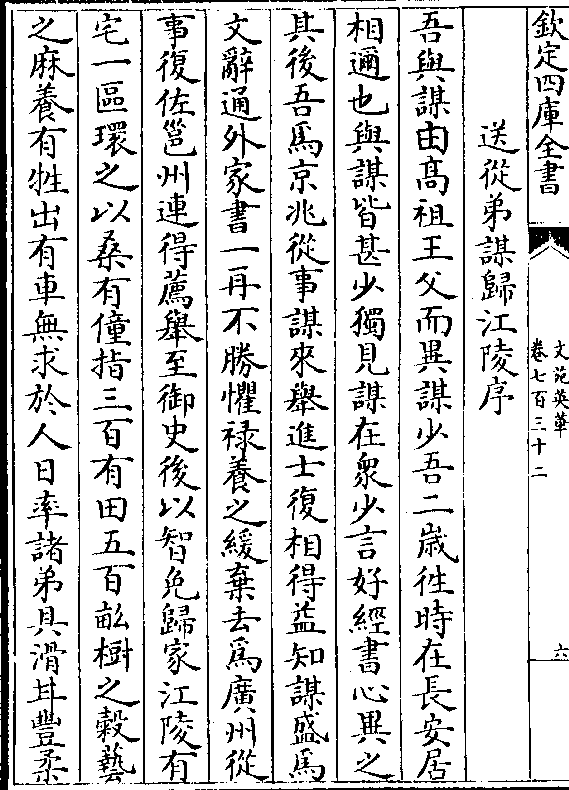 欽定四庫全書
文苑英華
卷七百三十二
六
送從弟謀歸江陵序
吾與謀由髙祖王父而異謀少吾二歳徃時在長安居
相邇也與謀皆甚少獨見謀在衆少言好經書心異之
其後吾爲京兆從事謀來舉進士復相得益知謀盛爲
文辭通外家書一再不勝懼禄養之緩棄去爲廣州從
事復佐邕州連得薦舉至御史後以智免歸家江陵有
宅一區環之以桑有僮指三百有田五百畝樹之穀藝
之麻養有牲出有車無求於人日率諸弟具滑甘豐柔